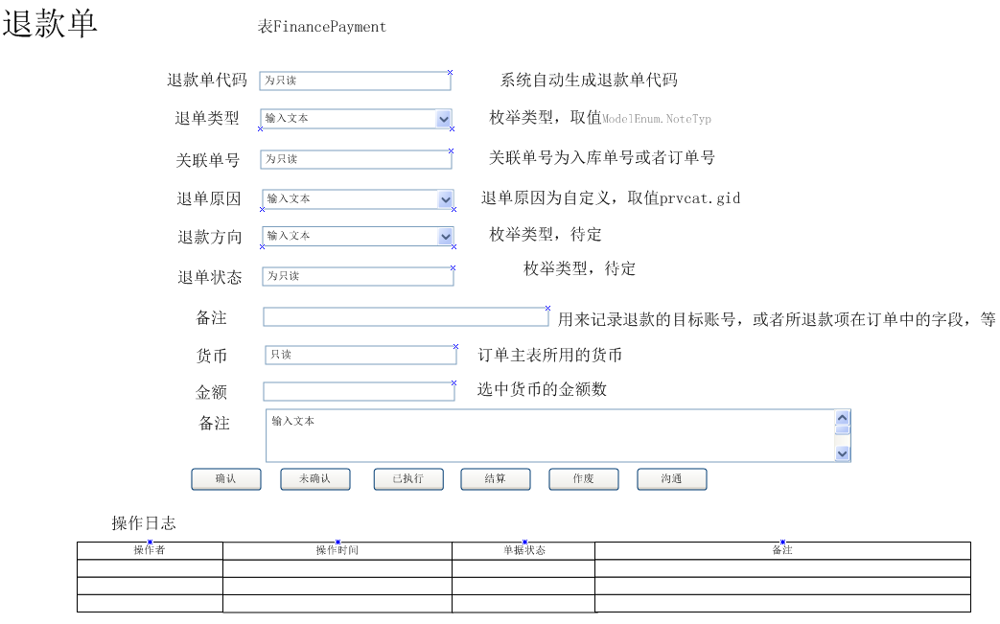 退款单
表FinancePayment
退款单代码 为只读 系统自动生成退款单代码
退单类型 输入文本 枚举类型，取值ModelEnum.NoteTyp
关联单号 为只读 关联单号为入库单号或者订单号
退单原因 输入文本 退单原因为自定义，取值prvcat.gid
退款方向 输入文本 枚举类型，待定
退单状态 为只读 枚举类型，待定
备注 用来记录退款的目标账号，或者所退款项在订单中的字段，等
货币 只读 订单主表所用的货币
金额 选中货币的金额数
备注 输入文本
确认 未确认 已执行 结算 作废 沟通
操作日志
操作者 操作时间 单据状态 备注